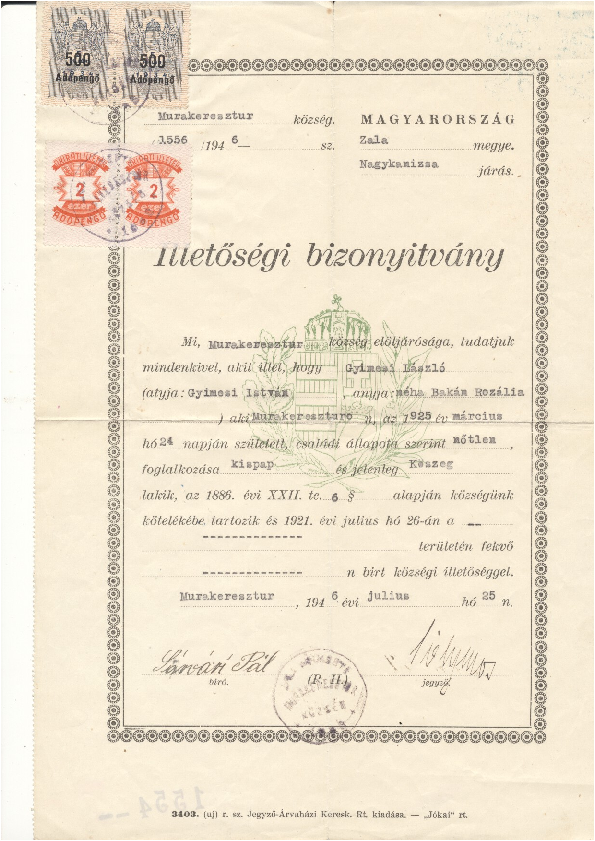 500 500
Adópengő Adópengő
Murakeresztur község. MAGYARORSZÁG
1556 /194 6— sz. Zala megye.
Nagykanizsa járás.
2 2
ezer ezer
ADÓPENGŐ ADÓPENGŐ
Illetőségi bizonyitvány
Mi, Murakeresztur község elöljárósága, tudatjuk
mindenkivel, akit illet, hogy Gyimesi László
(atyja: Gyimesi István anyja: néha Bakán Rozália
) aki Murakereszturo n, az 1925 év március
hó 24 napján született, családi állapota szerint nőtlen
foglalkozása kispap és jelenleg Kőszeg
lakik, az 1886. évi XXII. tc. 6 § alapján községünk
kötelékébe tartozik és 1921. évi julius hó 26-án a --
--------------
területén fekvő
-------------- n birt községi illetőséggel.
Murakeresztur , 194 6 évi julius hó 25 n.
Sárvári Pál
biró. (P. H.) jegyző.
1554—
3403. (uj) r. sz. Jegyző-Árvaházi Keresk. Rt. kiadása. — „Jókai" rt.